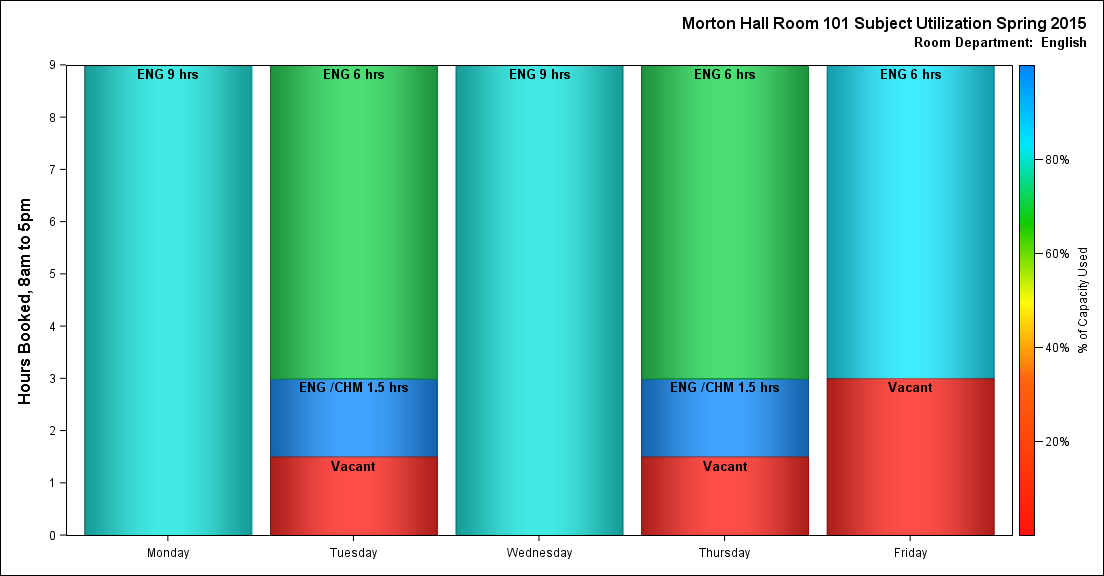 Morton Hall Room 101 Subject Utilization Spring 2015
Room Department: English
Hours Booked, 8am to 5pm
9
8
7
6
5
4
3
2
1
0
ENG 9 hrs
ENG 6 hrs
ENG 9 hrs
ENG 6 hrs
ENG 6 hrs
ENG /CHM 1.5 hrs
ENG /CHM 1.5 hrs
Vacant
Vacant
Vacant
Monday
Tuesday
Wednesday
Thursday
Friday
80%
60%
40%
20%
% of Capacity Used